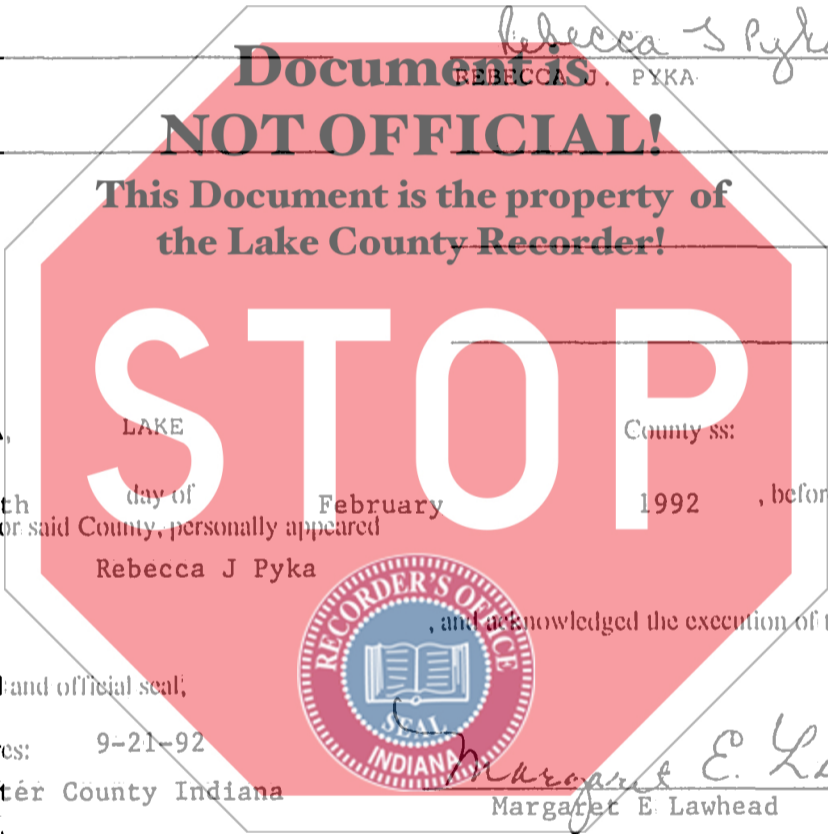 Rebecca J Pyka
Document is
REBECCA J. PYKA
NOT OFFICIAL!
This Document is the property of
the Lake County Recorder!
STOP
LAKE County ss:
th day of February 1992 , befor
or said County, personally appeared
Rebecca J Pyka
, and acknowledged the execution of t
RECORDER'S OFFICE
SEAL
INDIANA
and official seal,
es: 9-21-92
Margaret E. La
ter County Indiana
Margaret E Lawhead